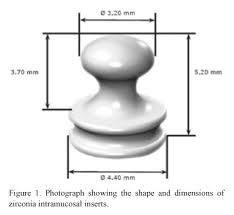 Ø 3,20 mm
3.70 mm
5,20 mm
Ø 4.40 mm
Figure 1. Photograph showing the shape and dimensions of
zirconia intramucosal inserts.